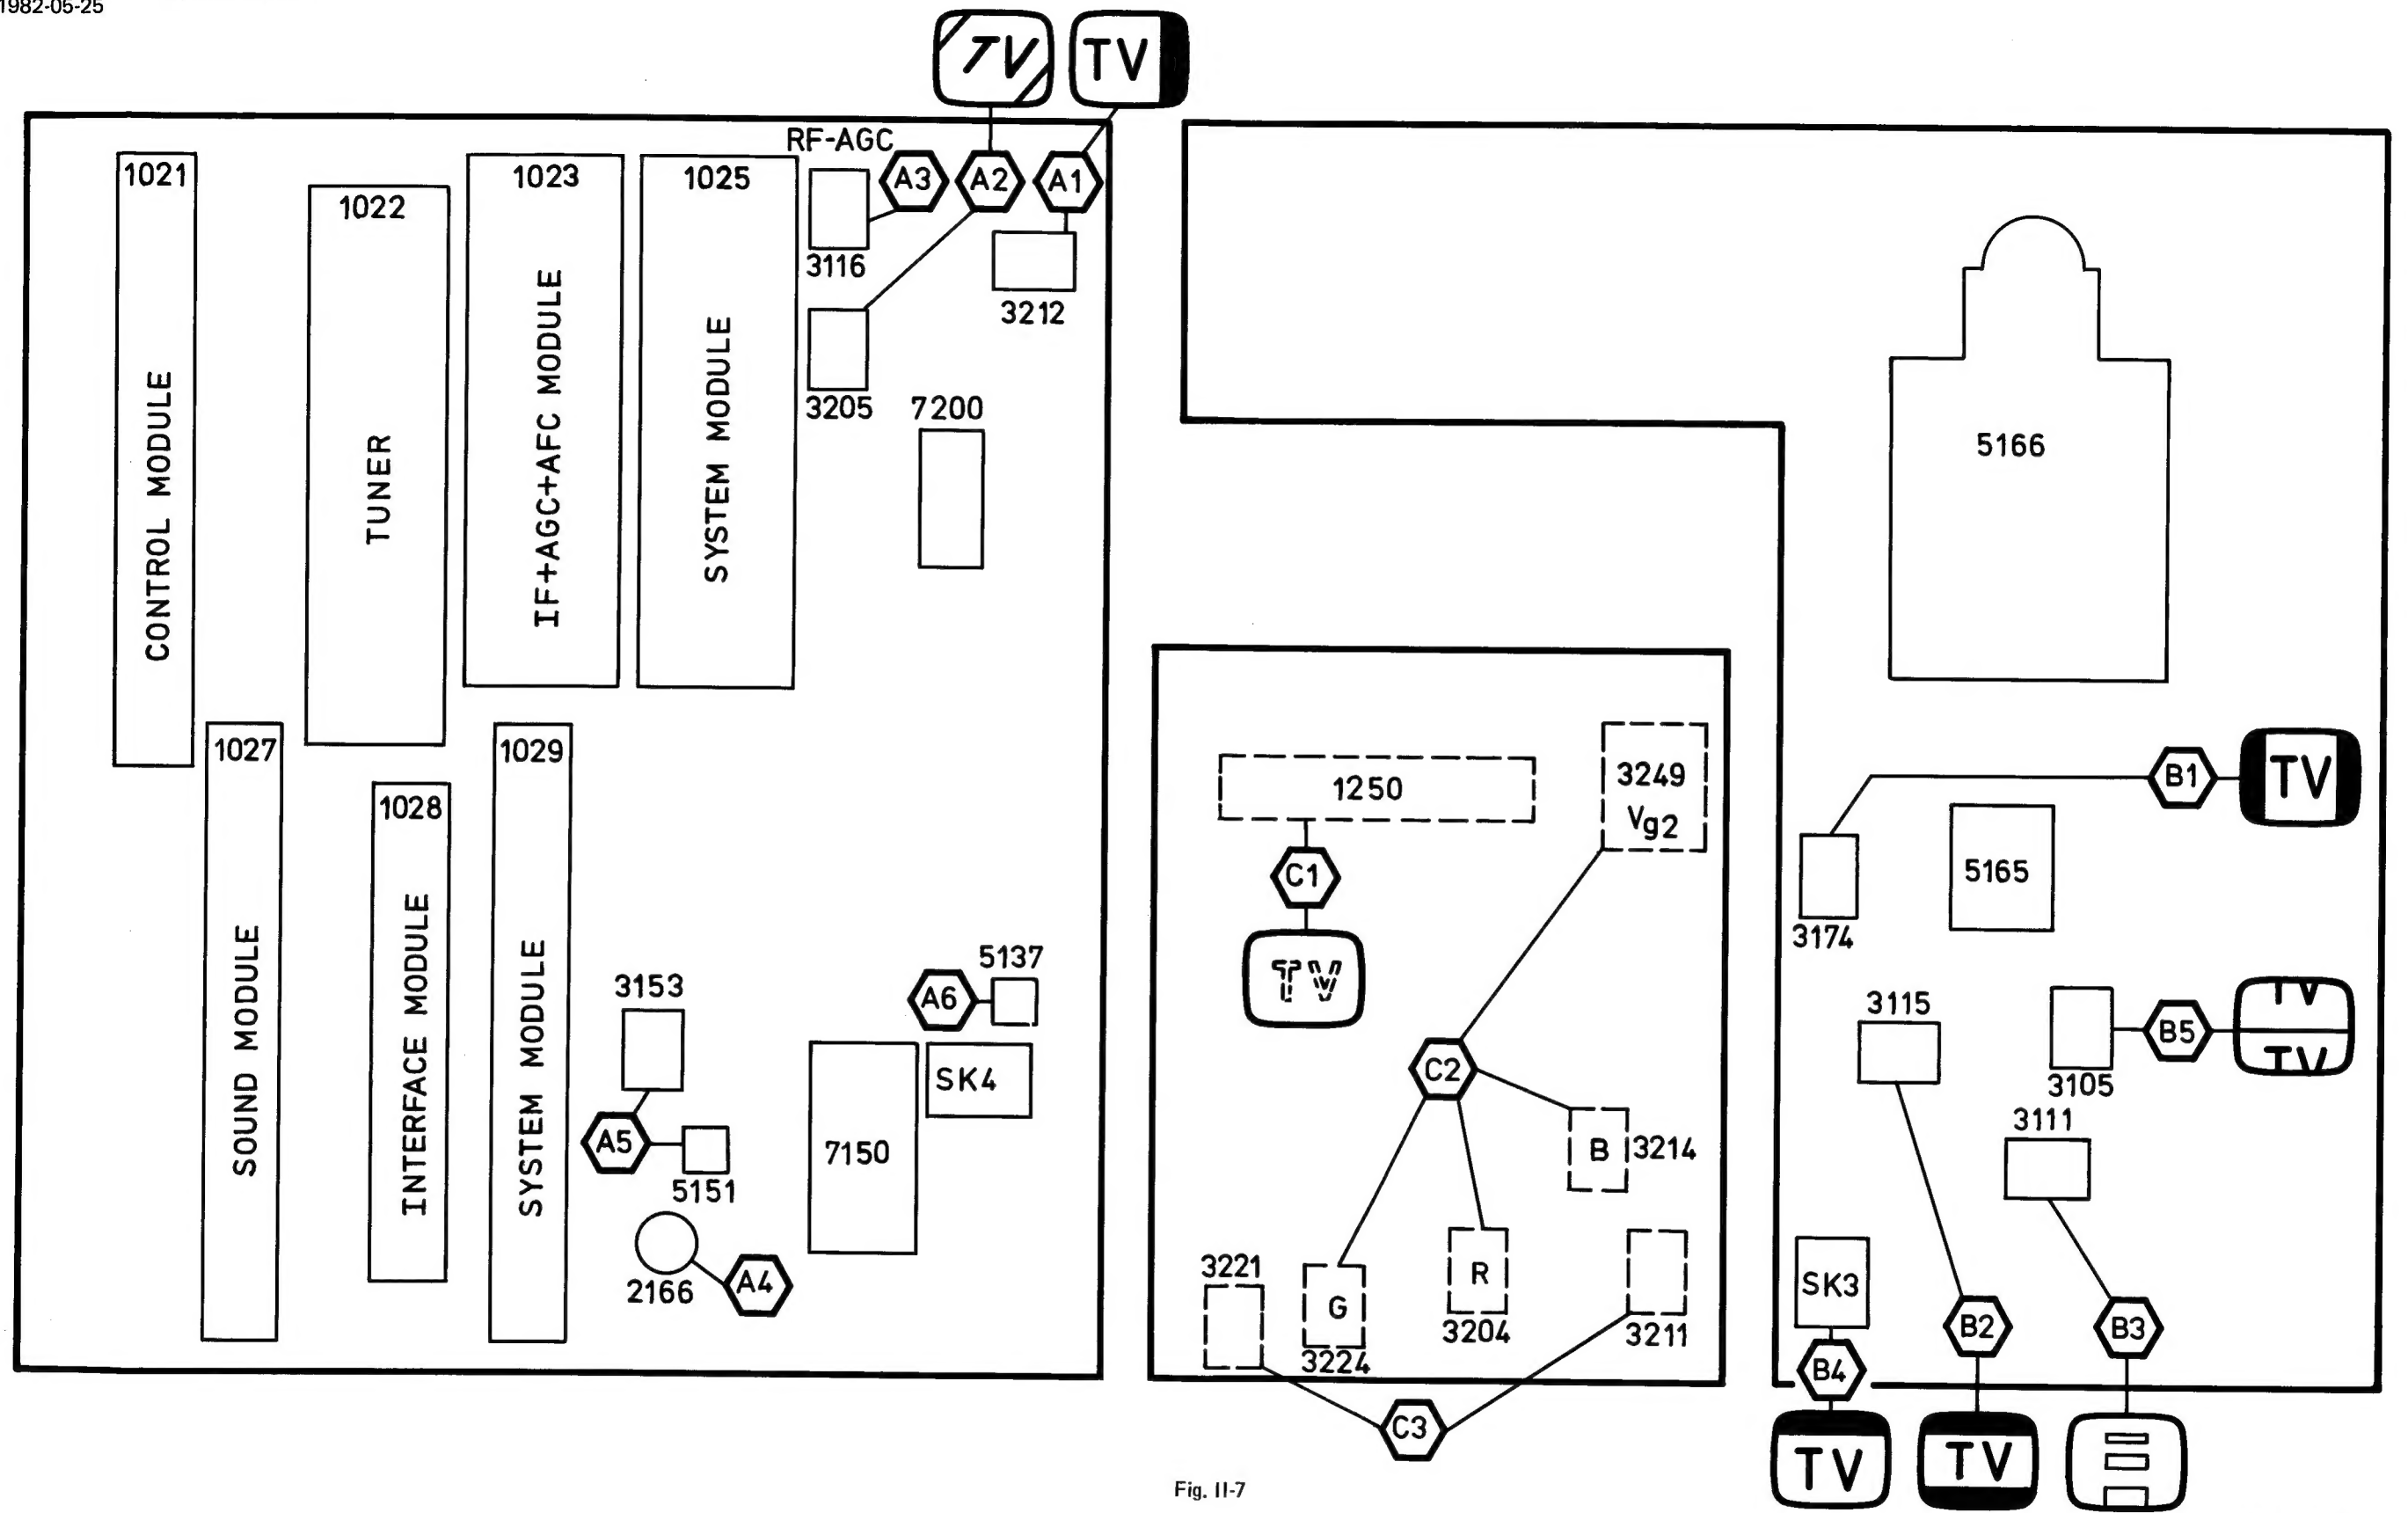 1982-05-25
TV
TV
RF-AGC
A3
A2
A1
1021
1022
1023
1025
3116
3212
3205
7200
CONTROL MODULE
TUNER
IF+AGC+AFC MODULE
SYSTEM MODULE
5166
1027
1028
1029
SOUND MODULE
INTERFACE MODULE
SYSTEM MODULE
3153
A5
5151
2166
A4
5137
A6
SK4
7150
1250
3249
Vg2
C1
TV
C2
B
3214
R
3204
G
3224
3221
3211
C3
B1
TV
3174
5165
3115
3105
B5
TV
TV
3111
SK3
B4
B2
B3
TV
TV
Fig. II-7